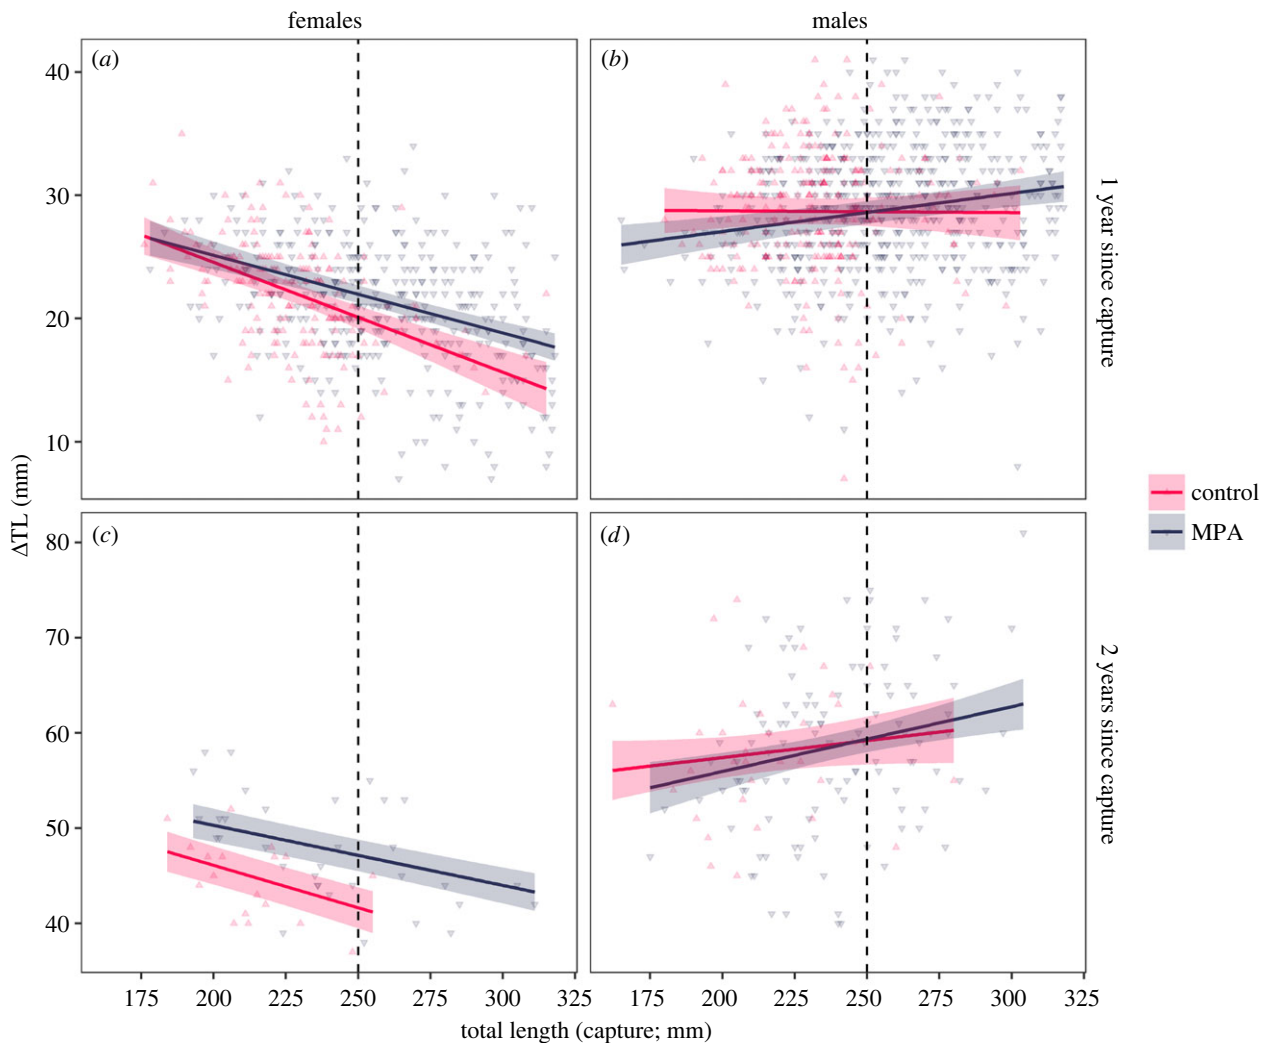 females males
(a) (b)
40
30
20
10
1 year since capture
ΔTL (mm)
control
MPA
(c) (d)
80
70
60
50
40
2 years since capture
175 200 225 250 275 300 325 175 200 225 250 275 300 325
total length (capture; mm)